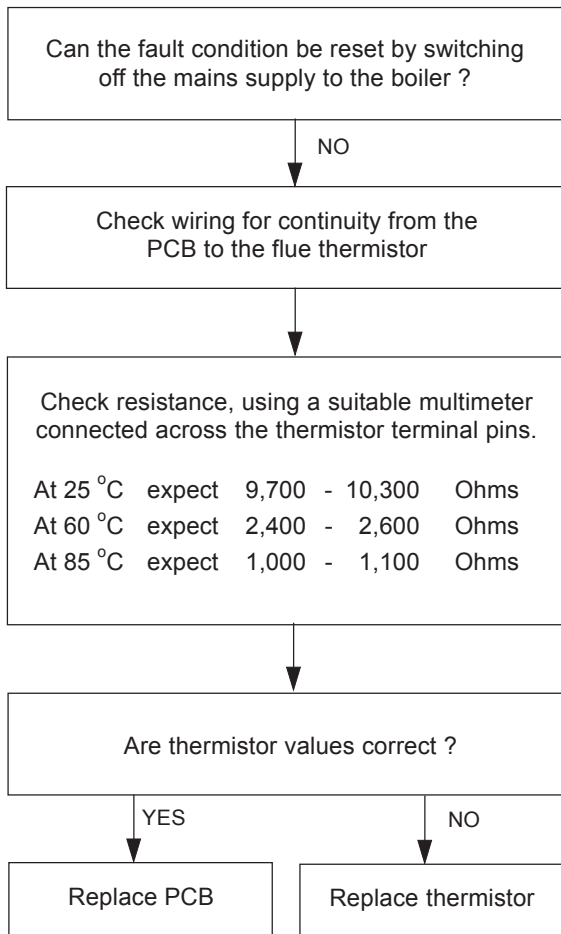 Can the fault condition be reset by switching
off the mains supply to the boiler ?
NO
Check wiring for continuity from the
PCB to the flue thermistor
Check resistance, using a suitable multimeter
connected across the thermistor terminal pins.
At 25 °C expect 9,700 - 10,300 Ohms
At 60 °C expect 2,400 - 2,600 Ohms
At 85 °C expect 1,000 - 1,100 Ohms
Are thermistor values correct ?
YES
NO
Replace PCB
Replace thermistor